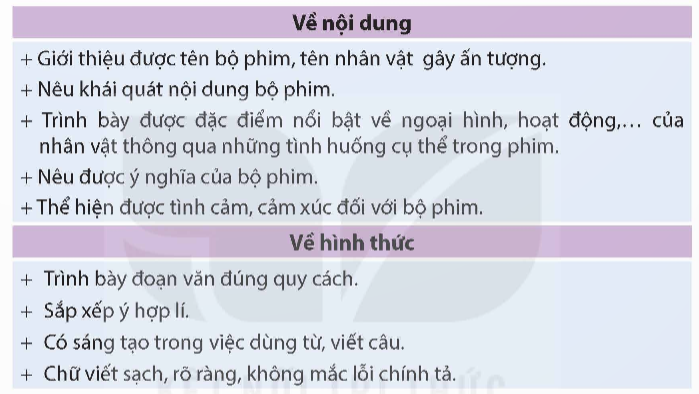 Về nội dung
+ Giới thiệu được tên bộ phim, tên nhân vật gây ấn tượng.
+ Nêu khái quát nội dung bộ phim.
+ Trình bày được đặc điểm nổi bật về ngoại hình, hoạt động,... của
nhân vật thông qua những tình huống cụ thể trong phim.
+ Nêu được ý nghĩa của bộ phim.
+ Thể hiện được tình cảm, cảm xúc đối với bộ phim.
Về hình thức
+ Trình bày đoạn văn đúng quy cách.
+ Sắp xếp ý hợp lí.
+ Có sáng tạo trong việc dùng từ, viết câu.
+ Chữ viết sạch, rõ ràng, không mắc lỗi chính tả.